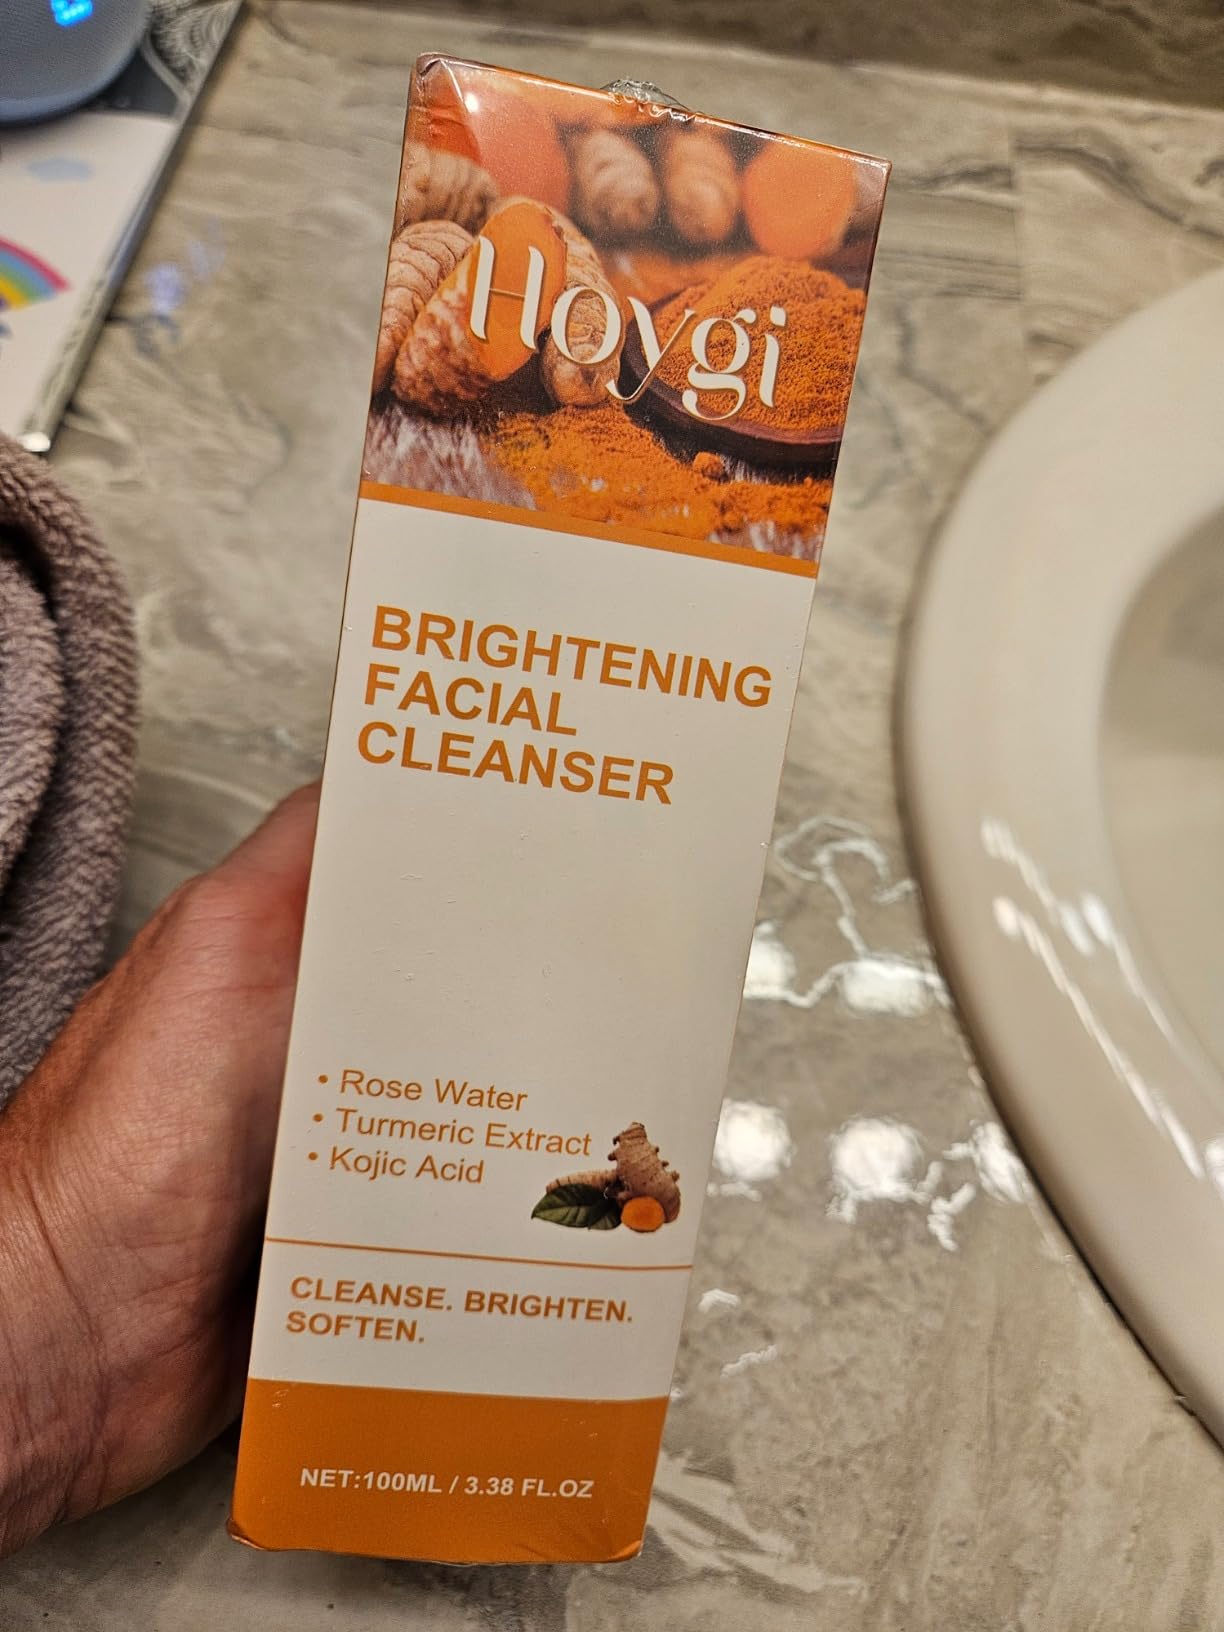 Hoygi
BRIGHTENING
FACIAL
CLEANSER
• Rose Water
• Turmeric Extract
• Kojic Acid
CLEANSE. BRIGHTEN.
SOFTEN.
NET:100ML / 3.38 FL.OZ